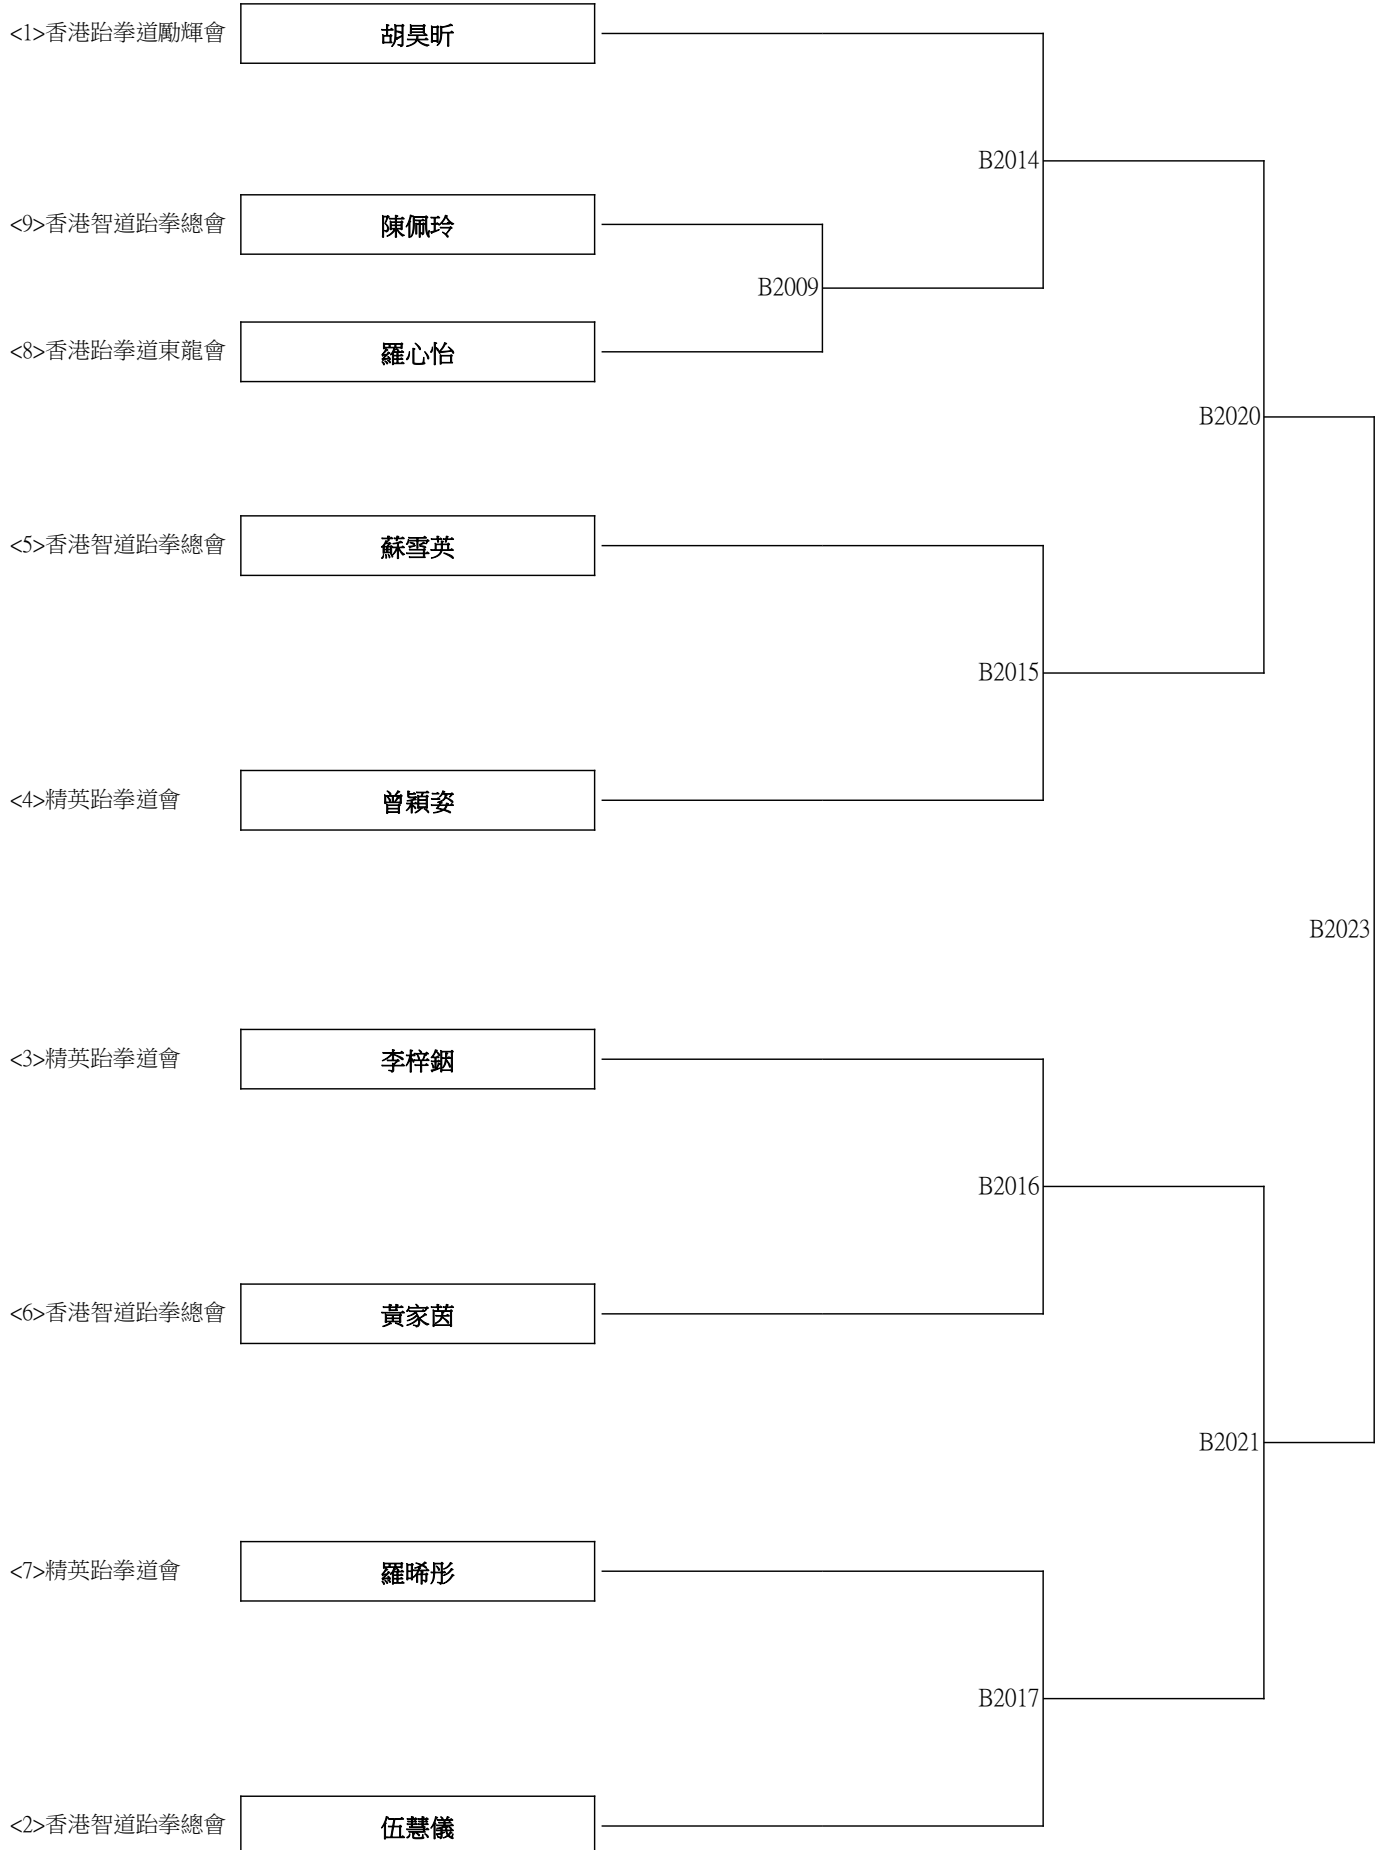 <1>香港跆拳道勵輝會 胡昊昕
B2014
<9>香港智道跆拳總會 陳佩玲
B2009
<8>香港跆拳道東龍會 羅心怡
B2020
<5>香港智道跆拳總會 蘇雪英
B2015
<4>精英跆拳道會 曾穎姿
B2023
<3>精英跆拳道會 李梓銦
B2016
<6>香港智道跆拳總會 黃家茵
B2021
<7>精英跆拳道會 羅晞彤
B2017
<2>香港智道跆拳總會 伍慧儀